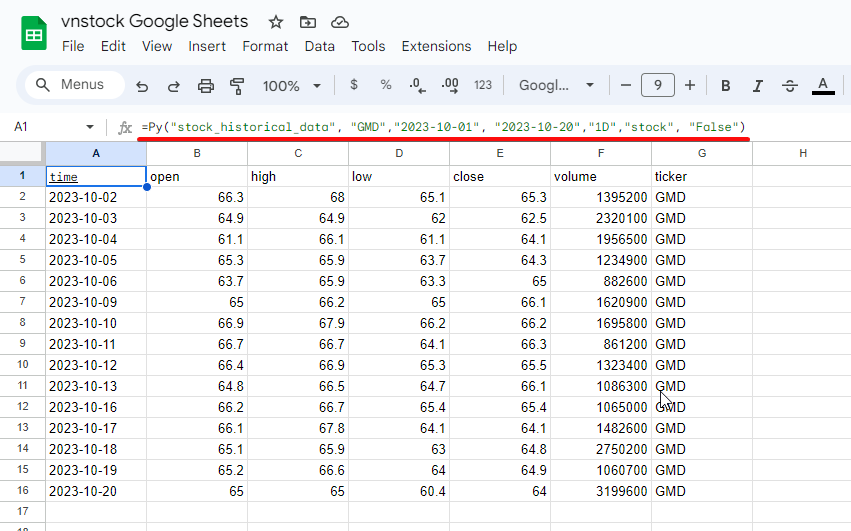 vnstock Google Sheets
File Edit View Insert Format Data Tools Extensions Help
Menus 100% $ % .0 .00 123 Googl... 9 B I S A
A1 fx =Py("stock_historical_data", "GMD","2023-10-01", "2023-10-20","1D","stock", "False")
A B C D E F G H
1 time open high low close volume ticker
2 2023-10-02 66.3 68 65.1 65.3 1395200 GMD
3 2023-10-03 64.9 64.9 62 62.5 2320100 GMD
4 2023-10-04 61.1 66.1 61.1 64.1 1956500 GMD
5 2023-10-05 65.3 65.9 63.7 64.3 1234900 GMD
6 2023-10-06 63.7 65.9 63.3 65 882600 GMD
7 2023-10-09 65 66.2 65 66.1 1620900 GMD
8 2023-10-10 66.9 67.9 66.2 66.2 1695800 GMD
9 2023-10-11 66.7 66.7 64.1 66.3 861200 GMD
10 2023-10-12 66.4 66.9 65.3 65.5 1323400 GMD
11 2023-10-13 64.8 66.5 64.7 66.1 1086300 GMD
12 2023-10-16 66.2 66.7 65.4 65.4 1065000 GMD
13 2023-10-17 66.1 67.8 64.1 64.1 1482600 GMD
14 2023-10-18 65.1 65.9 63 64.8 2750200 GMD
15 2023-10-19 65.2 66.6 64 64.9 1060700 GMD
16 2023-10-20 65 65 60.4 64 3199600 GMD
17